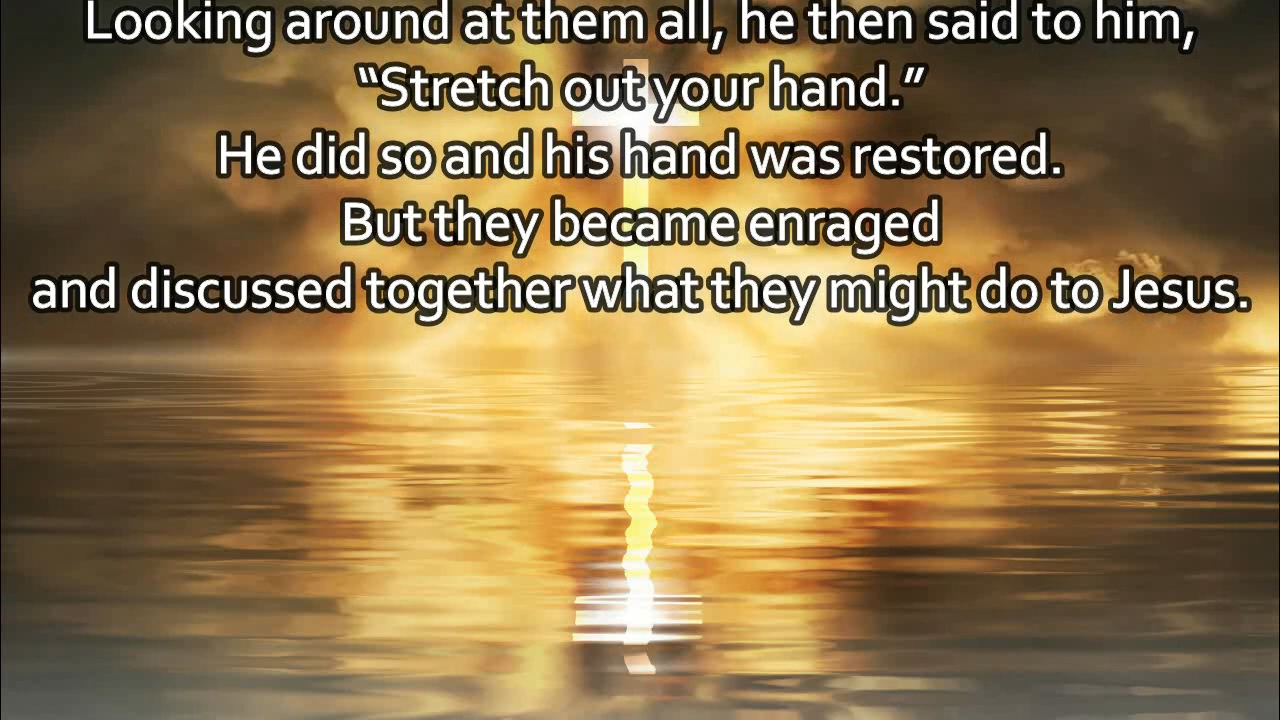 Looking around at them all, he then said to him,
“Stretch out your hand.”
He did so and his hand was restored.
But they became enraged
and discussed together what they might do to Jesus.